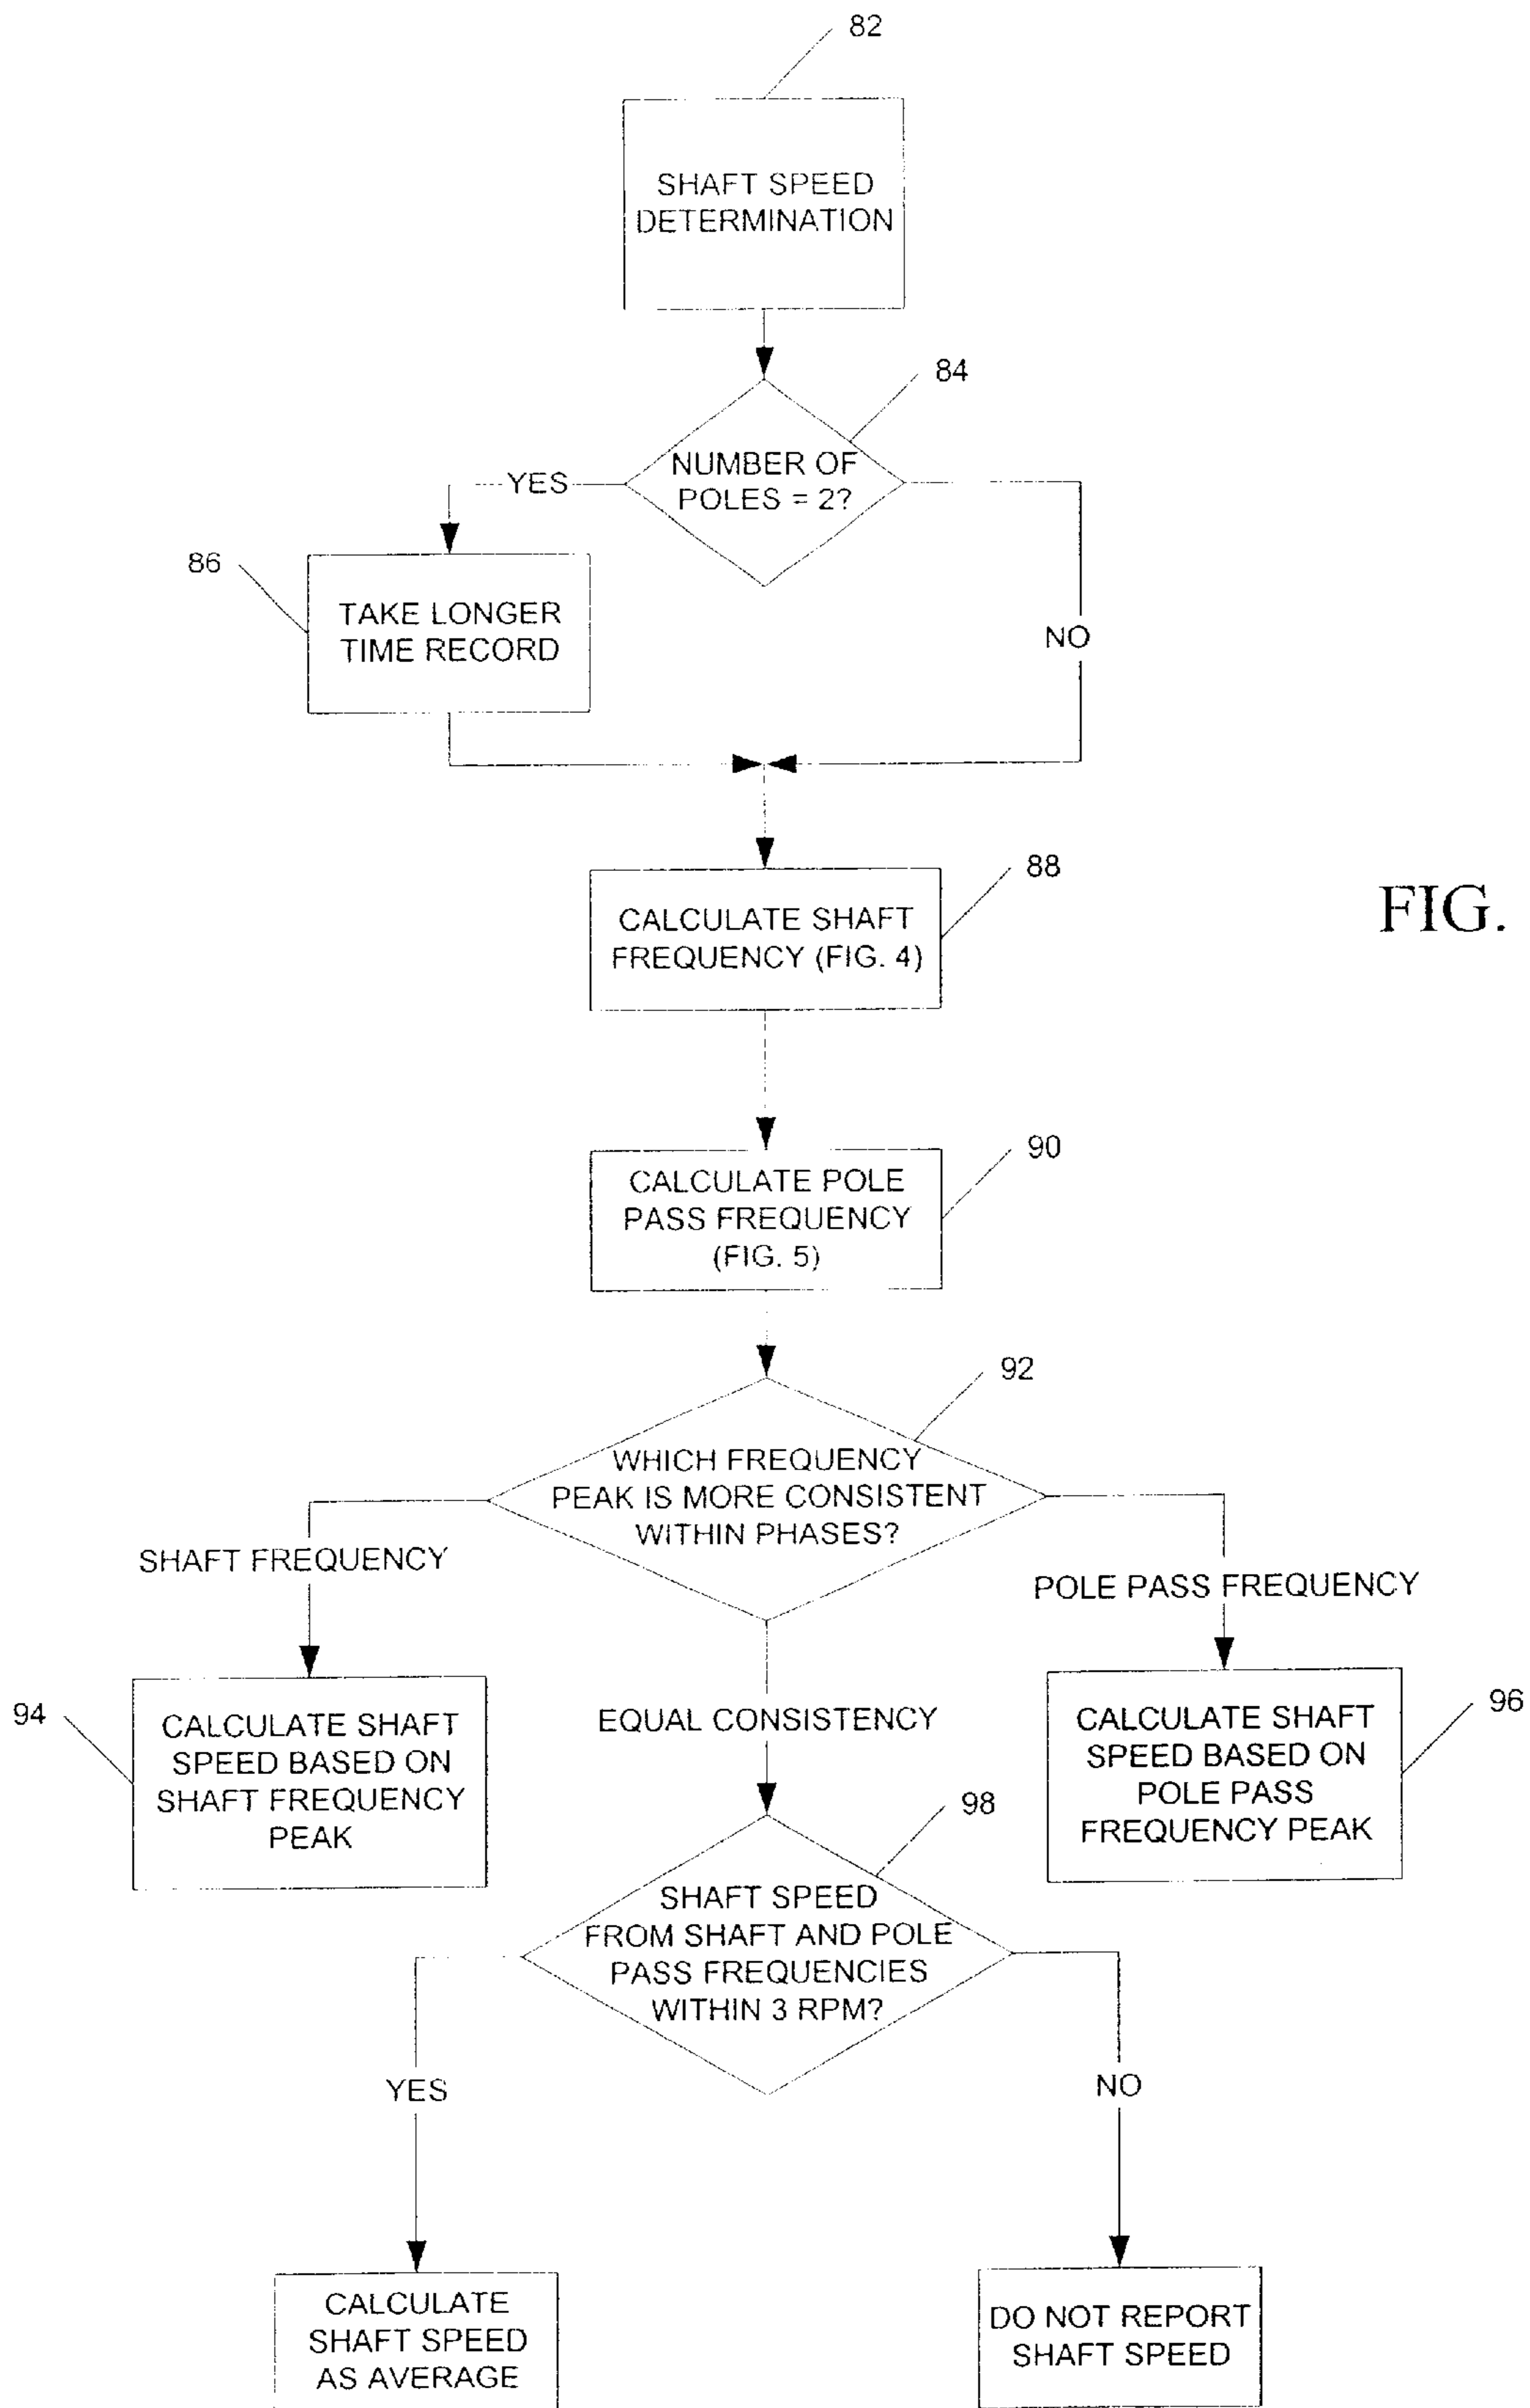 82
SHAFT SPEED
DETERMINATION
84
NUMBER OF
POLES = 2?
YES
NO
86
TAKE LONGER
TIME RECORD
88
CALCULATE SHAFT
FREQUENCY (FIG. 4)
FIG.
90
CALCULATE POLE
PASS FREQUENCY
(FIG. 5)
92
WHICH FREQUENCY
PEAK IS MORE CONSISTENT
WITHIN PHASES?
SHAFT FREQUENCY
POLE PASS FREQUENCY
94
CALCULATE SHAFT
SPEED BASED ON
SHAFT FREQUENCY
PEAK
EQUAL CONSISTENCY
96
CALCULATE SHAFT
SPEED BASED ON
POLE PASS
FREQUENCY PEAK
98
SHAFT SPEED
FROM SHAFT AND POLE
PASS FREQUENCIES
WITHIN 3 RPM?
YES
NO
CALCULATE
SHAFT SPEED
AS AVERAGE
DO NOT REPORT
SHAFT SPEED